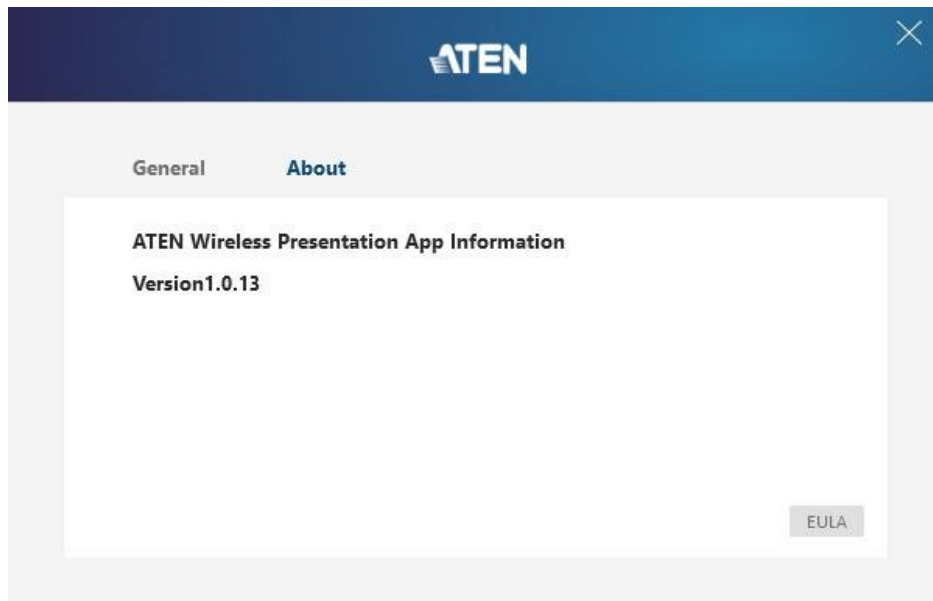 ATEN
General About
ATEN Wireless Presentation App Information
Version1.0.13
EULA